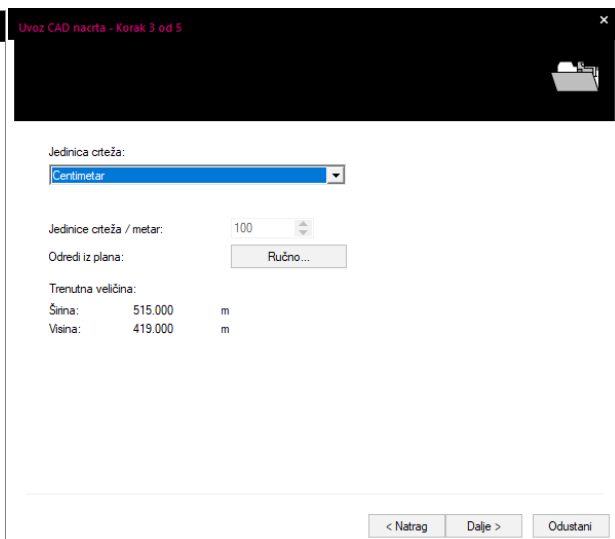 Uvoz CAD nacrta - Korak 3 od 5
Jedinica crteža:
Centimetar
Jedinice crteža / metar: 100
Odredi iz plana: Ručno...
Trenutna veličina:
Širina: 515.000 m
Visina: 419.000 m
< Natrag Dalje > Odustani